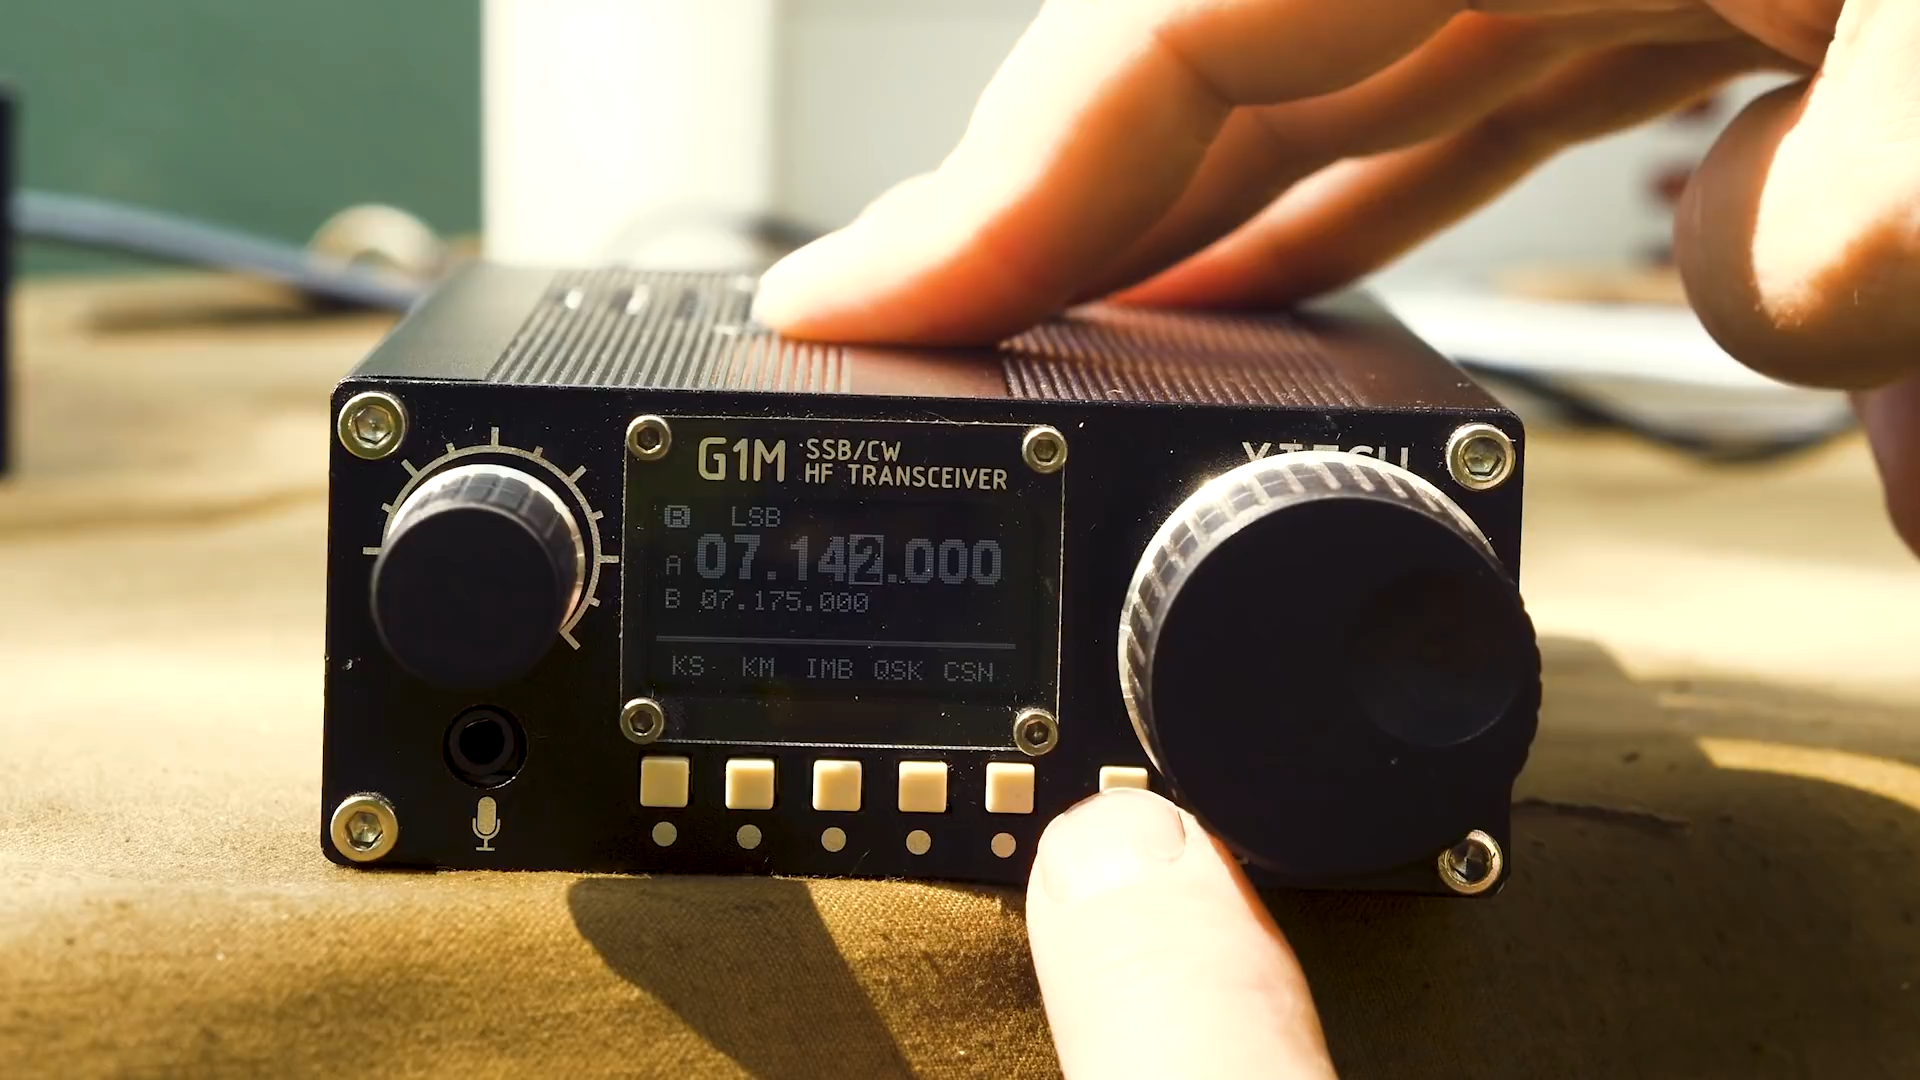 G1M SSB/CW
HF TRANSCEIVER
R LSB
A 07.142.000
B 07.175.000
KS KM IMB QSK CSN